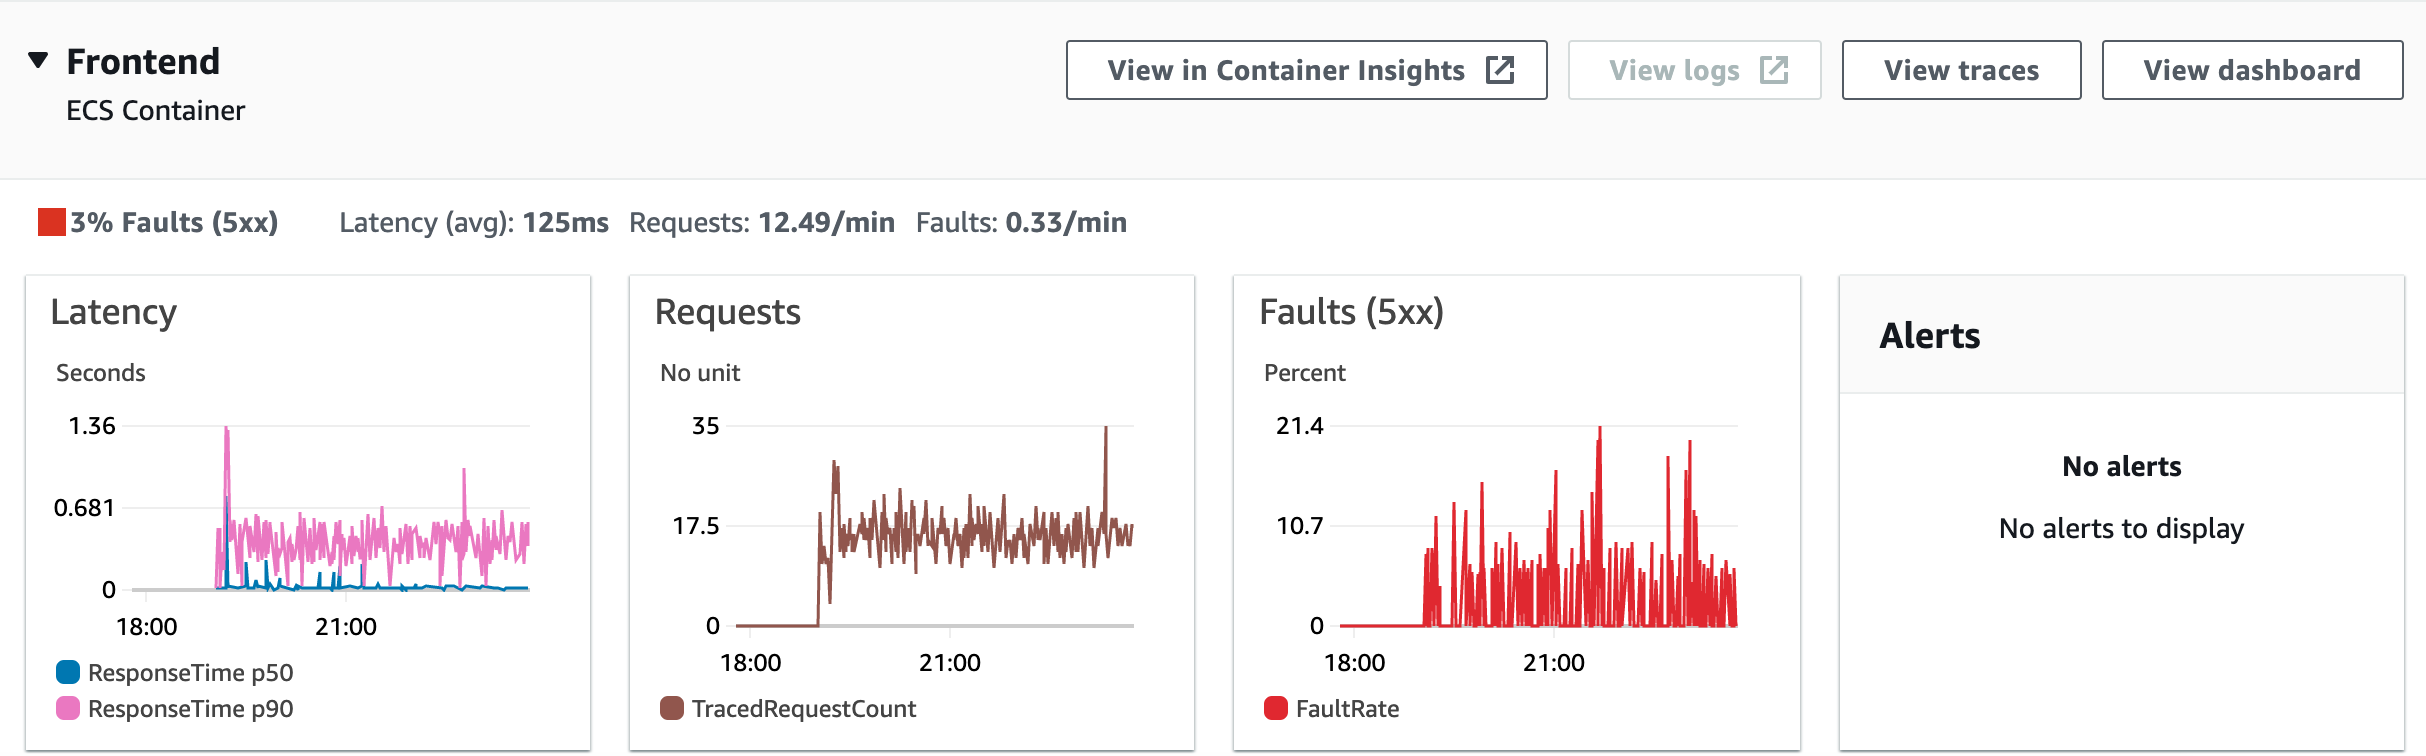 Frontend
ECS Container
View in Container Insights
View logs
View traces
View dashboard
3% Faults (5xx) Latency (avg): 125ms Requests: 12.49/min Faults: 0.33/min
Latency
Seconds
1.36
0.681
0
18:00 21:00
ResponseTime p50
ResponseTime p90
Requests
No unit
35
17.5
0
18:00 21:00
TracedRequestCount
Faults (5xx)
Percent
21.4
10.7
0
18:00 21:00
FaultRate
Alerts
No alerts
No alerts to display